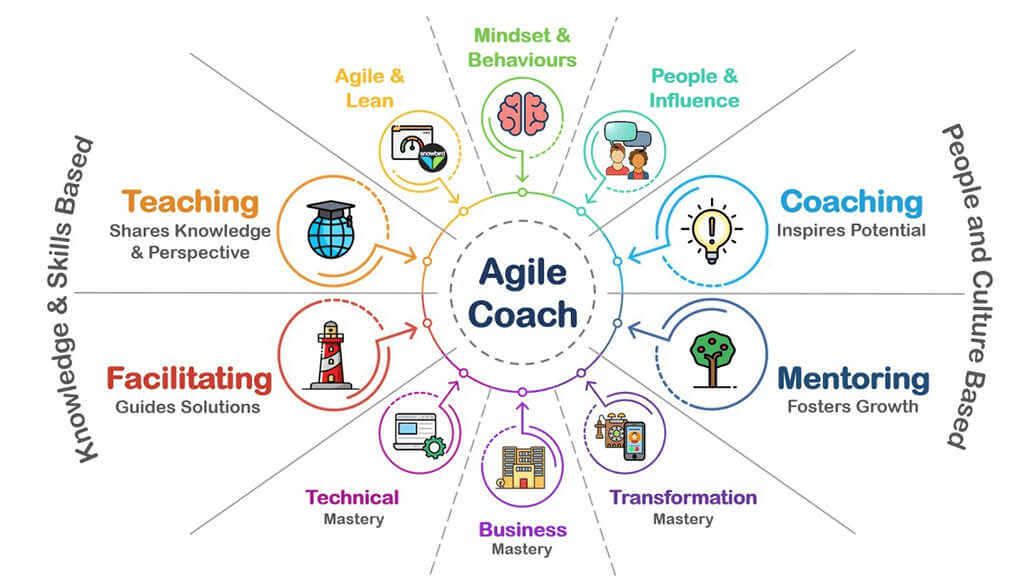 Mindset &
Behaviours
Agile &
Lean
People &
Influence
snowbird
Knowledge & Skills Based
Teaching
Shares Knowledge
& Perspective
Coaching
Inspires Potential
People and Culture Based
Agile
Coach
Facilitating
Guides Solutions
Mentoring
Fosters Growth
Technical
Mastery
Business
Mastery
Transformation
Mastery